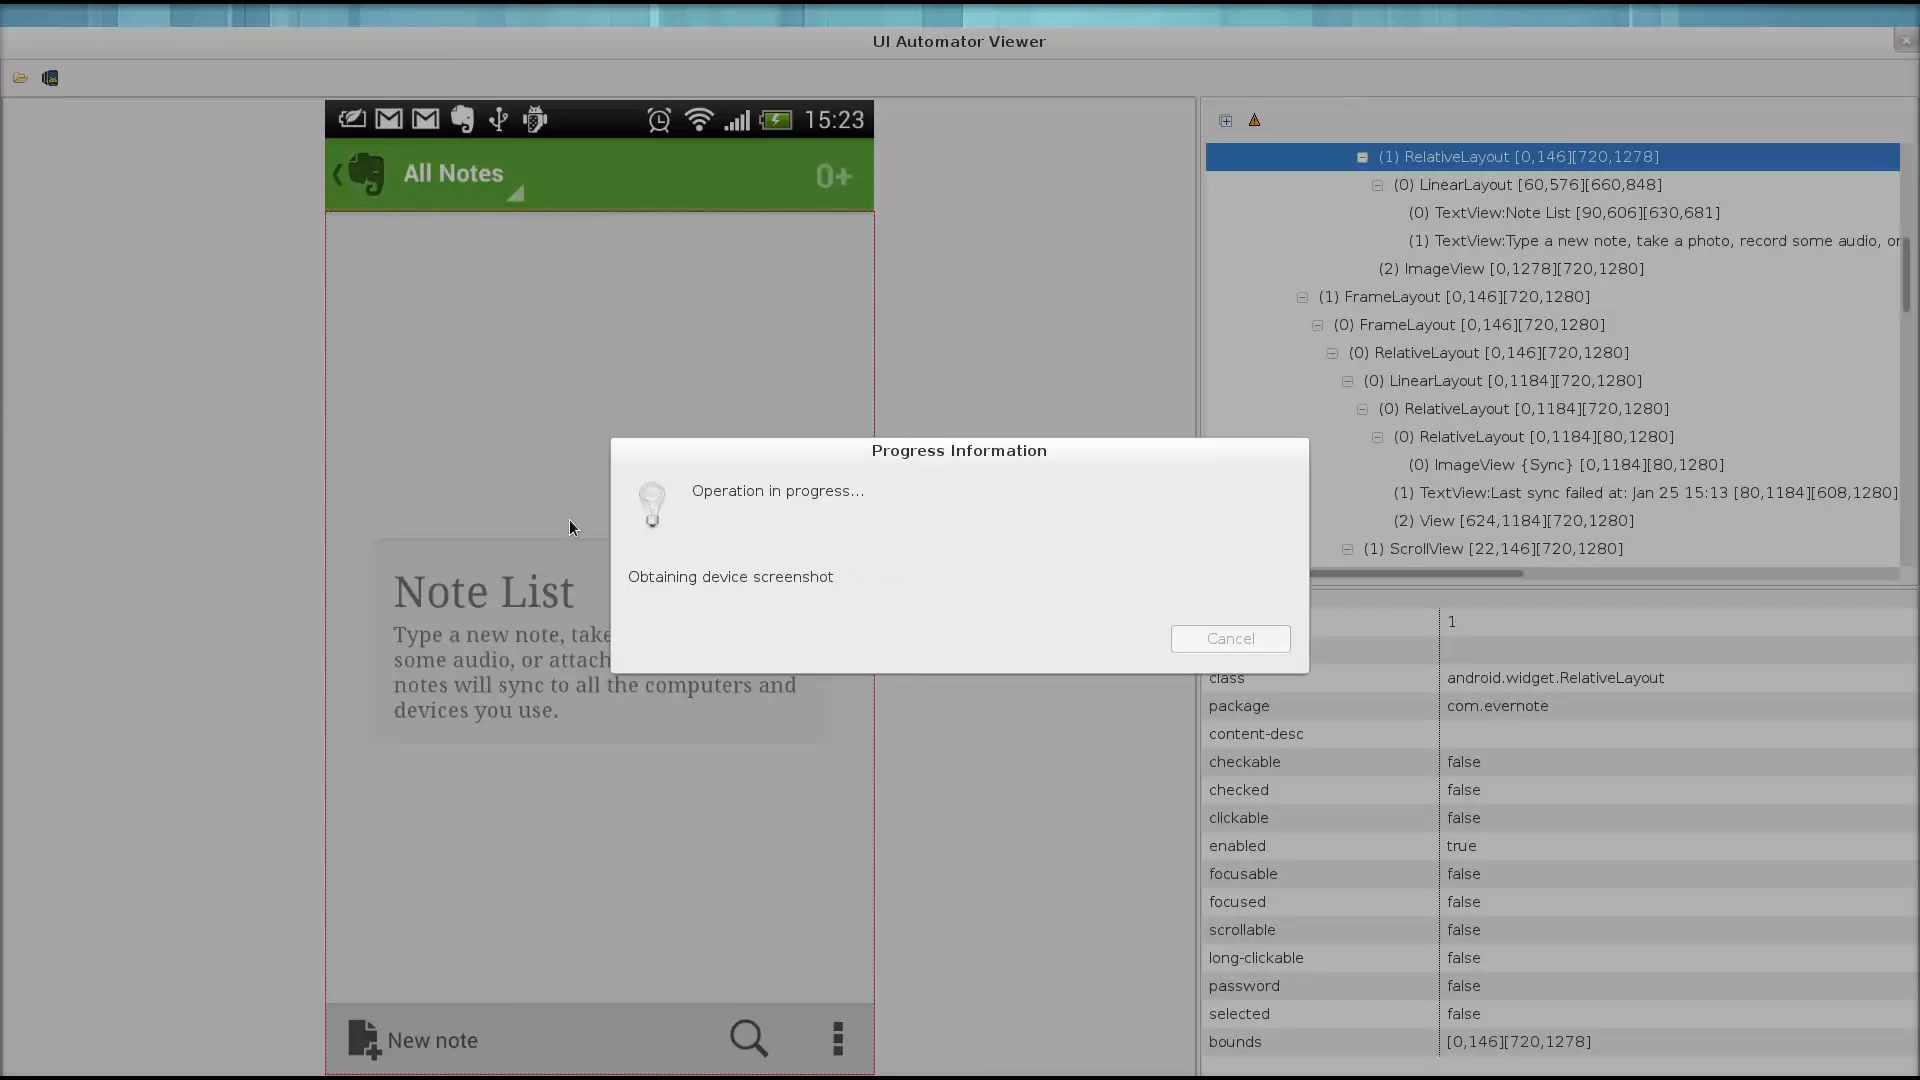 UI Automator Viewer
15:23
All Notes
0+
Note List
Type a new note, take
some audio, or attach
notes will sync to all the computers and
devices you use.
New note
Progress Information
Operation in progress...
Obtaining device screenshot
Cancel
(1) RelativeLayout [0,146][720,1278]
(0) LinearLayout [60,576][660,848]
(0) TextView:Note List [90,606][630,681]
(1) TextView:Type a new note, take a photo, record some audio, or
(2) ImageView [0,1278][720,1280]
(1) FrameLayout [0,146][720,1280]
(0) FrameLayout [0,146][720,1280]
(0) RelativeLayout [0,146][720,1280]
(0) LinearLayout [0,1184][720,1280]
(0) RelativeLayout [0,1184][720,1280]
(0) RelativeLayout [0,1184][80,1280]
(0) ImageView {Sync} [0,1184][80,1280]
(1) TextView:Last sync failed at: Jan 25 15:13 [80,1184][608,1280]
(2) View [624,1184][720,1280]
(1) ScrollView [22,146][720,1280]
1
class android.widget.RelativeLayout
package com.evernote
content-desc
checkable false
checked false
clickable false
enabled true
focusable false
focused false
scrollable false
long-clickable false
password false
selected false
bounds [0,146][720,1278]